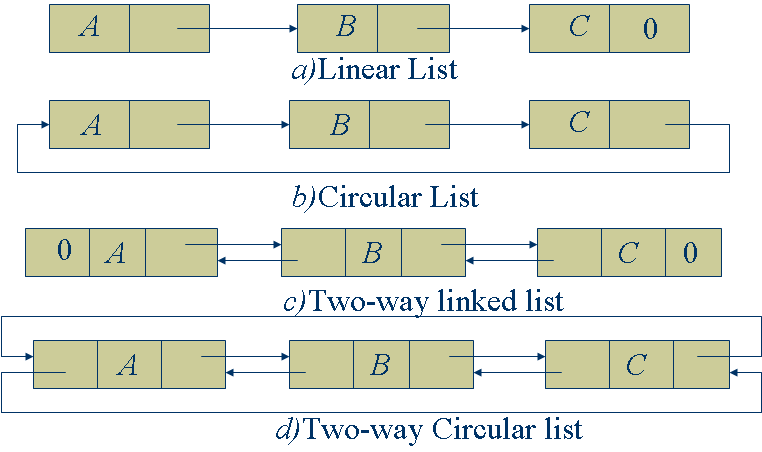 A B C 0
a)Linear List
A B C
b)Circular List
0 A B C 0
c)Two-way linked list
A B C
d)Two-way Circular list